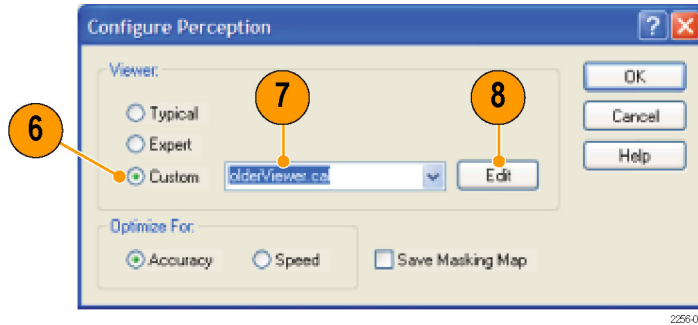 Configure Perception
Viewer:
OK
7
8
Typical
Cancel
6
Expert
Help
Custom
olderViewer.ca
Edit
Optimize For:
Accuracy
Speed
Save Masking Map
2256-0